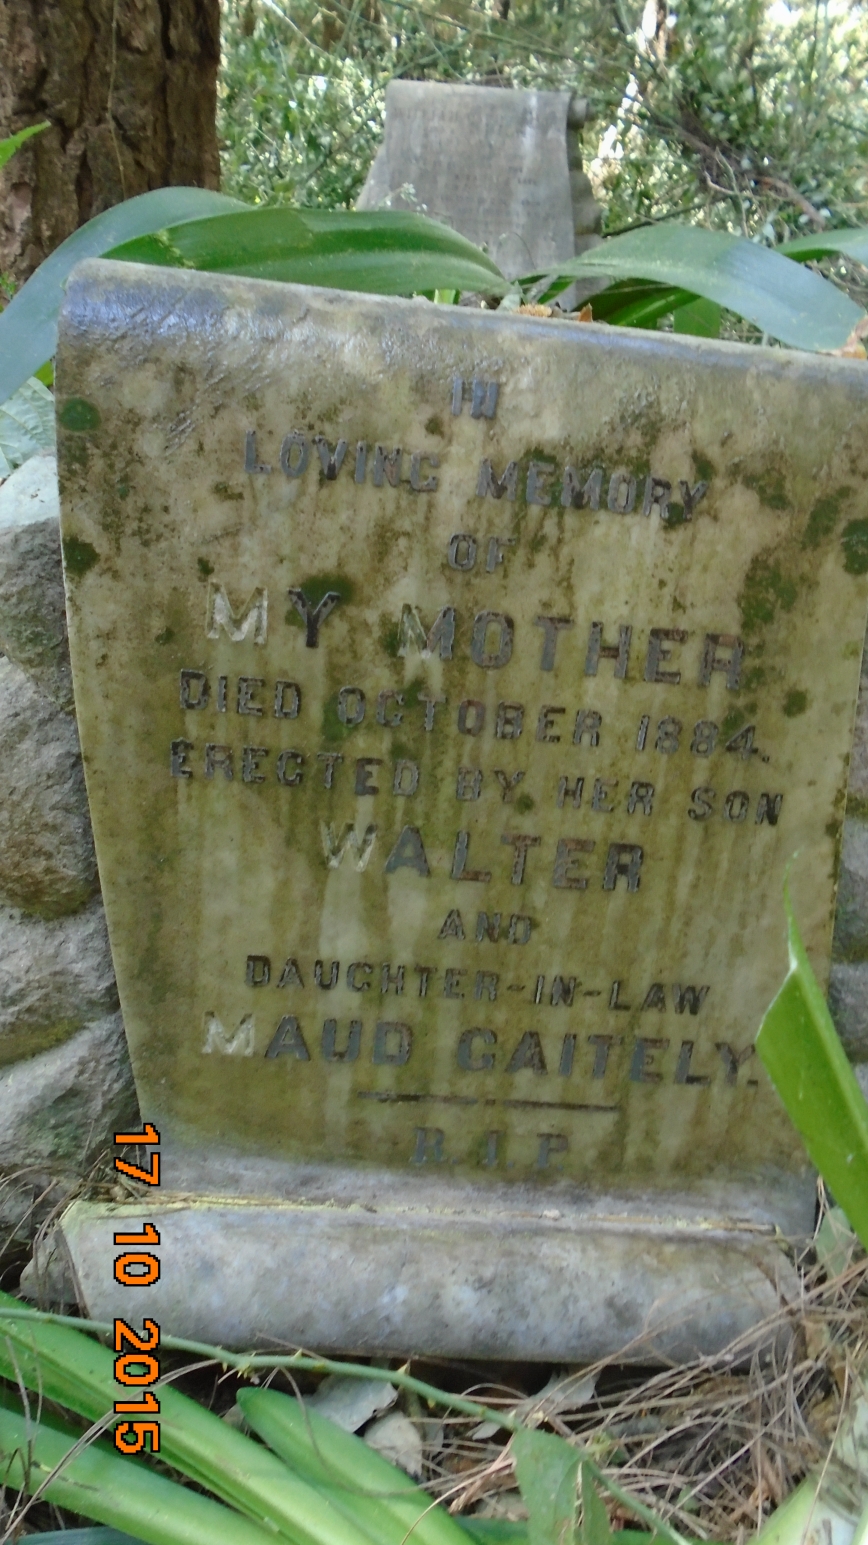 IN
LOVING MEMORY
OF
MY MOTHER
DIED OCTOBER 1884.
ERECTED BY HER SON
WALTER
AND
DAUGHTER-IN-LAW
MAUD GAITELY.
R.I.P
17 10 2015